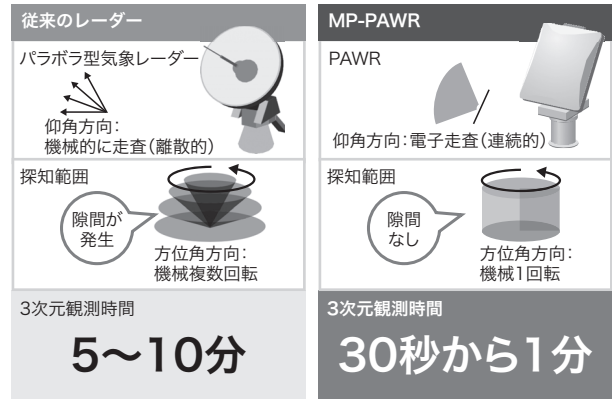 従来のレーダー
パラボラ型気象レーダー
仰角方向：
機械的に走査（離散的）
探知範囲
隙間が
発生
方位角方向：
機械複数回転
3次元観測時間
5～10分
MP-PAWR
PAWR
仰角方向：電子走査（連続的）
探知範囲
隙間
なし
方位角方向：
機械1回転
3次元観測時間
30秒から1分